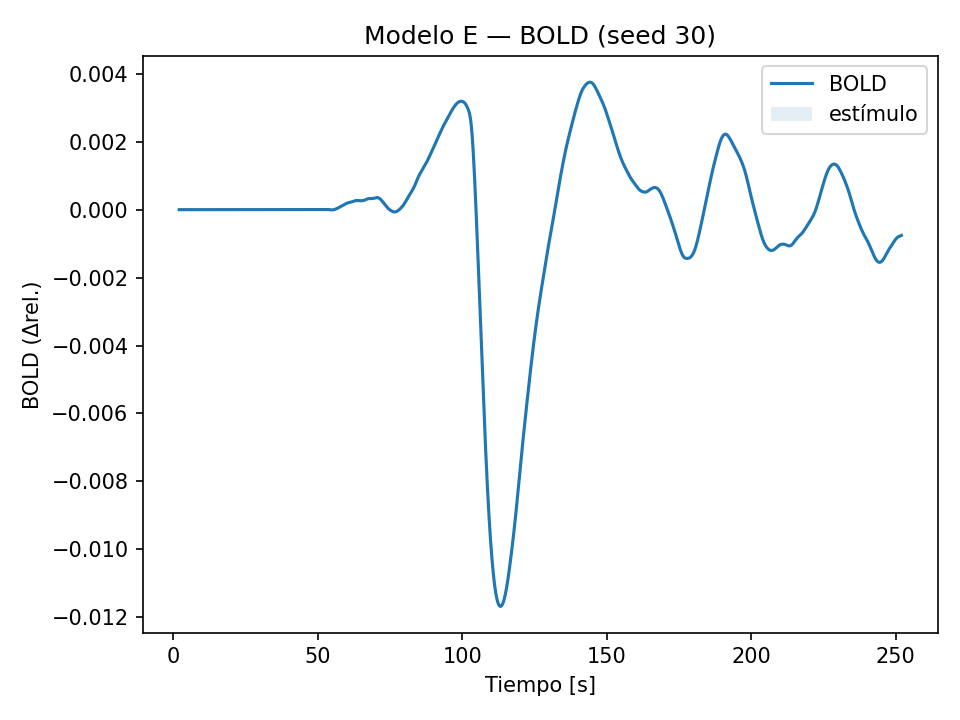 Modelo E — BOLD (seed 30)
BOLD
estímulo
0.004
0.002
0.000
−0.002
−0.004
−0.006
−0.008
−0.010
−0.012
BOLD (Δrel.)
0 50 100 150 200 250
Tiempo [s]